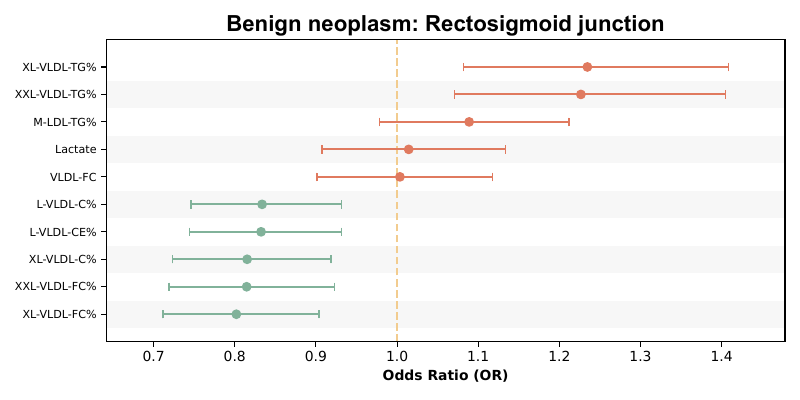 Benign neoplasm: Rectosigmoid junction
XL-VLDL-TG%
XXL-VLDL-TG%
M-LDL-TG%
Lactate
VLDL-FC
L-VLDL-C%
L-VLDL-CE%
XL-VLDL-C%
XXL-VLDL-FC%
XL-VLDL-FC%
0.7 0.8 0.9 1.0 1.1 1.2 1.3 1.4
Odds Ratio (OR)